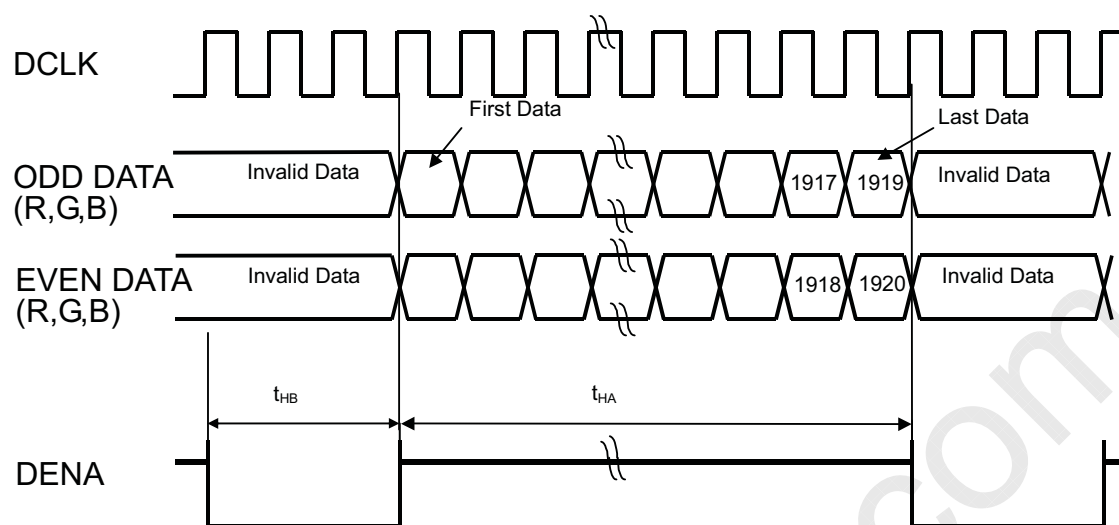 DCLK
First Data
Last Data
ODD DATA
(R,G,B)
Invalid Data
1917
1919
Invalid Data
EVEN DATA
(R,G,B)
Invalid Data
1918
1920
Invalid Data
tHB
tHA
DENA
com